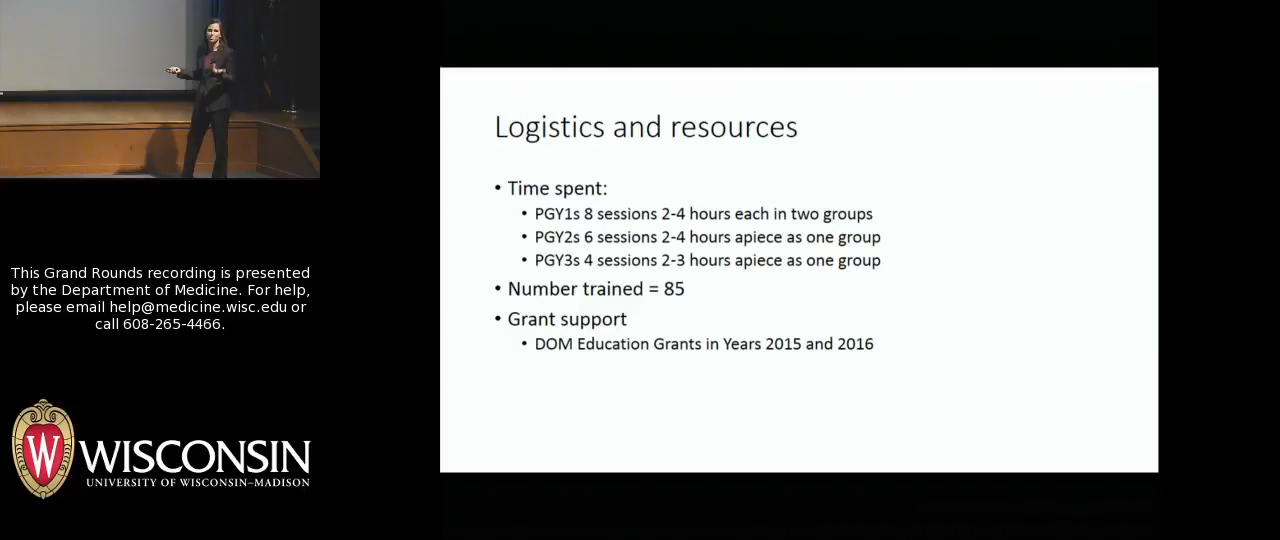 This Grand Rounds recording is presented
by the Department of Medicine. For help,
please email help@medicine.wisc.edu or
call 608-265-4466.
W
WISCONSIN
UNIVERSITY OF WISCONSIN–MADISON
Logistics and resources
• Time spent:
• PGY1s 8 sessions 2-4 hours each in two groups
• PGY2s 6 sessions 2-4 hours apiece as one group
• PGY3s 4 sessions 2-3 hours apiece as one group
• Number trained = 85
• Grant support
• DOM Education Grants in Years 2015 and 2016